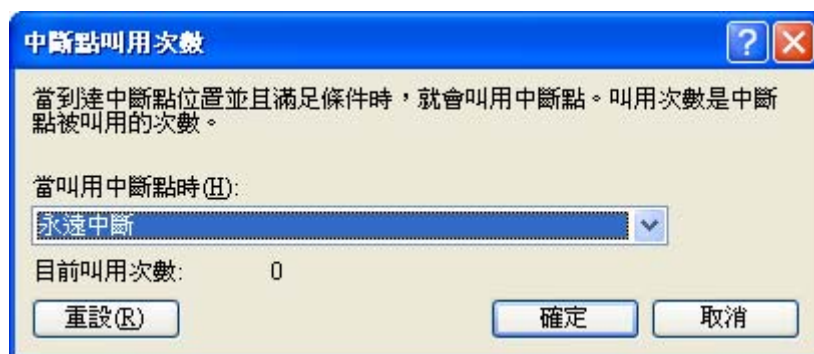 中斷點叫用次數
當到達中斷點位置並且滿足條件時，就會叫用中斷點。叫用次數是中斷
點被叫用的次數。
當叫用中斷點時(H):
永遠中斷
目前叫用次數: 0
重設(R) 確定 取消